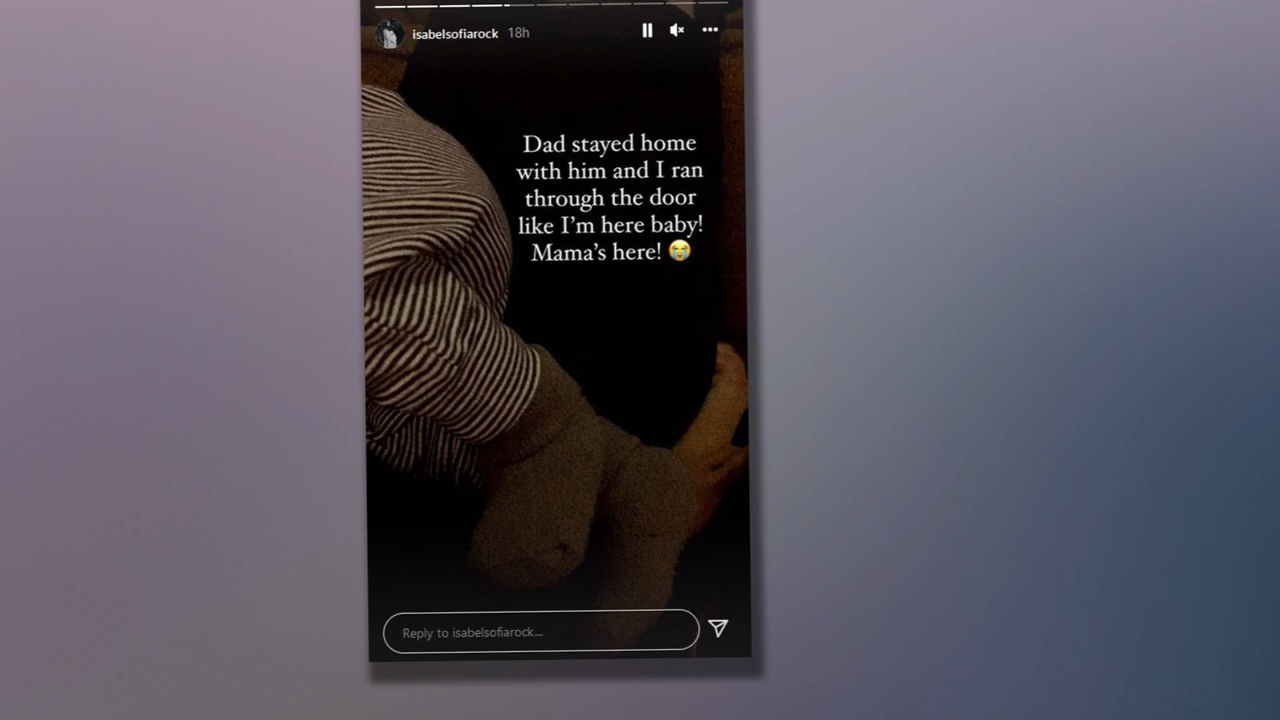 isabelsofiarock 18h
Dad stayed home
with him and I ran
through the door
like I'm here baby!
Mama's here! 😭
Reply to isabelsofiarock...